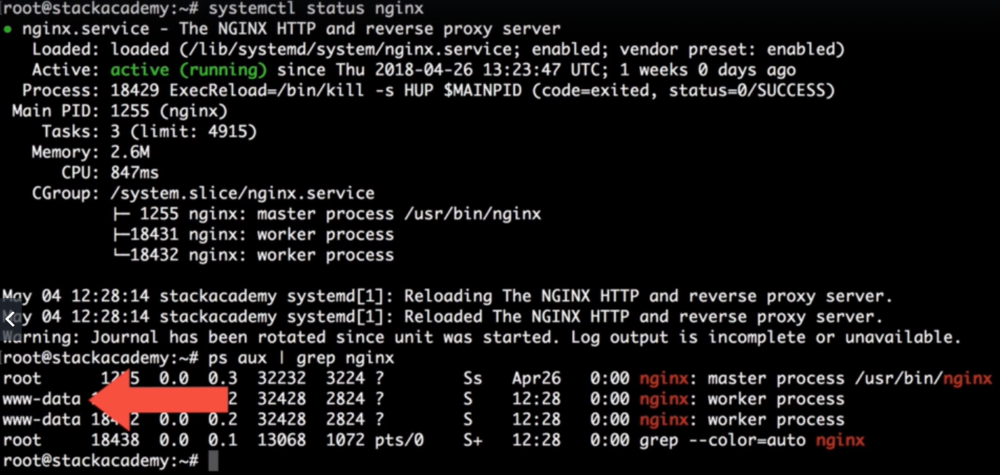 root@stackacademy:~# systemctl status nginx
● nginx.service - The NGINX HTTP and reverse proxy server
Loaded: loaded (/lib/systemd/system/nginx.service; enabled; vendor preset: enabled)
Active: active (running) since Thu 2018-04-26 13:23:47 UTC; 1 weeks 0 days ago
Process: 18429 ExecReload=/bin/kill -s HUP $MAINPID (code=exited, status=0/SUCCESS)
Main PID: 1255 (nginx)
Tasks: 3 (limit: 4915)
Memory: 2.6M
CPU: 847ms
CGroup: /system.slice/nginx.service
├─ 1255 nginx: master process /usr/bin/nginx
├─18431 nginx: worker process
└─18432 nginx: worker process
May 04 12:28:14 stackacademy systemd[1]: Reloading The NGINX HTTP and reverse proxy server.
May 04 12:28:14 stackacademy systemd[1]: Reloaded The NGINX HTTP and reverse proxy server.
Warning: Journal has been rotated since unit was started. Log output is incomplete or unavailable.
root@stackacademy:~# ps aux | grep nginx
root 1255 0.0 0.3 32232 3224 ? Ss Apr26 0:00 nginx: master process /usr/bin/nginx
www-data 32428 2824 ? S 12:28 0:00 nginx: worker process
www-data 18432 0.0 0.2 32428 2824 ? S 12:28 0:00 nginx: worker process
root 18438 0.0 0.1 13068 1072 pts/0 S+ 12:28 0:00 grep --color=auto nginx
root@stackacademy:~#